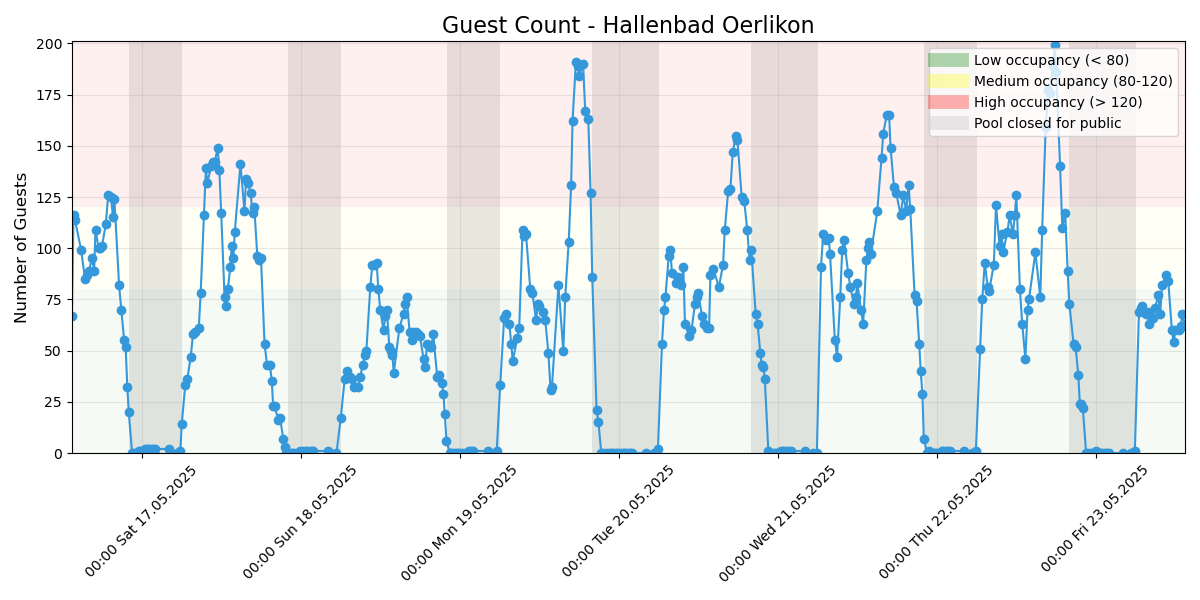 Guest Count - Hallenbad Oerlikon
Number of Guests
200
175
150
125
100
75
50
25
0
Low occupancy (< 80)
Medium occupancy (80-120)
High occupancy (> 120)
Pool closed for public
00:00 Sat 17.05.2025
00:00 Sun 18.05.2025
00:00 Mon 19.05.2025
00:00 Tue 20.05.2025
00:00 Wed 21.05.2025
00:00 Thu 22.05.2025
00:00 Fri 23.05.2025